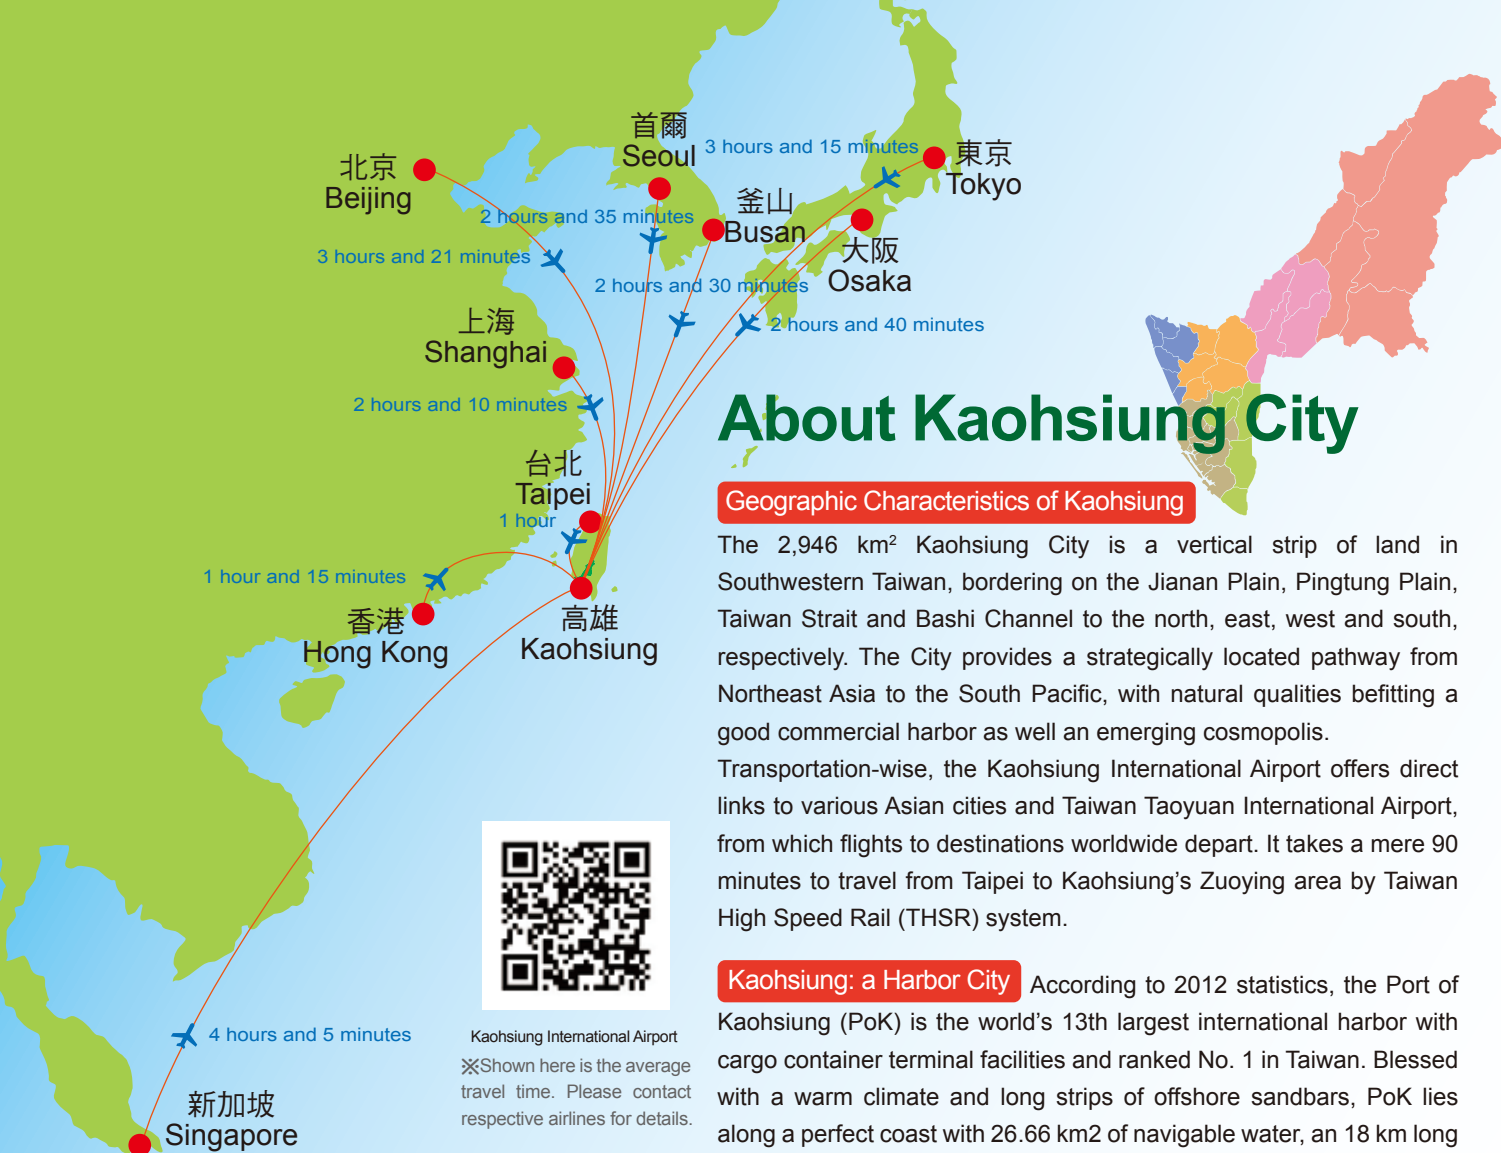 首爾
Seoul
3 hours and 15 minutes
東京
Tokyo
北京
Beijing
釜山
Busan
2 hours and 35 minutes
大阪
Osaka
3 hours and 21 minutes
2 hours and 30 minutes
2 hours and 40 minutes
上海
Shanghai
2 hours and 10 minutes
台北
Taipei
1 hour
1 hour and 15 minutes
香港
Hong Kong
高雄
Kaohsiung
4 hours and 5 minutes
新加坡
Singapore
Kaohsiung International Airport
※Shown here is the average
travel time. Please contact
respective airlines for details.
About Kaohsiung City
Geographic Characteristics of Kaohsiung
The 2,946 km² Kaohsiung City is a vertical strip of land in
Southwestern Taiwan, bordering on the Jianan Plain, Pingtung Plain,
Taiwan Strait and Bashi Channel to the north, east, west and south,
respectively. The City provides a strategically located pathway from
Northeast Asia to the South Pacific, with natural qualities befitting a
good commercial harbor as well an emerging cosmopolis.
Transportation-wise, the Kaohsiung International Airport offers direct
links to various Asian cities and Taiwan Taoyuan International Airport,
from which flights to destinations worldwide depart. It takes a mere 90
minutes to travel from Taipei to Kaohsiung’s Zuoying area by Taiwan
High Speed Rail (THSR) system.
Kaohsiung: a Harbor City According to 2012 statistics, the Port of
Kaohsiung (PoK) is the world’s 13th largest international harbor with
cargo container terminal facilities and ranked No. 1 in Taiwan. Blessed
with a warm climate and long strips of offshore sandbars, PoK lies
along a perfect coast with 26.66 km2 of navigable water, an 18 km long